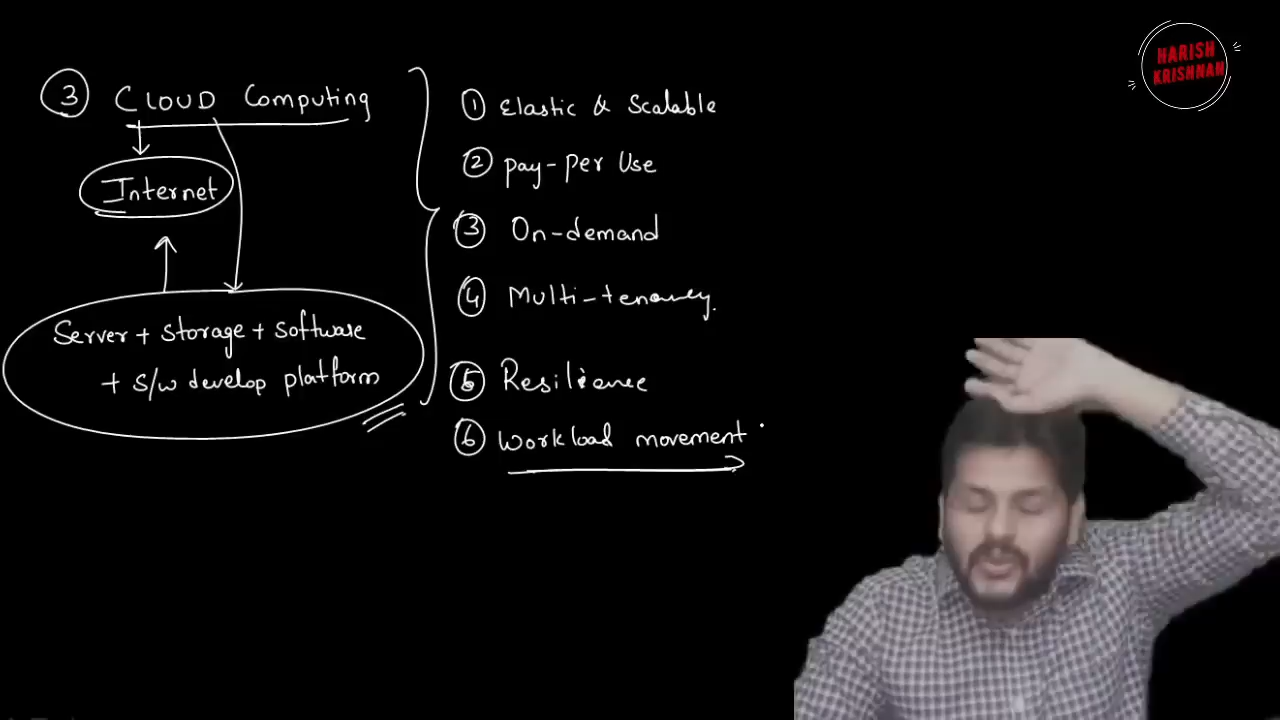 ③ CLOUD Computing
Internet
Server + Storage + Software
+ S/W develop platform
① Elastic & Scalable
② pay-per Use
③ On-demand
④ Multi-tenancy.
⑤ Resilience
⑥ Workload movement
HARISH
KRISHNAH